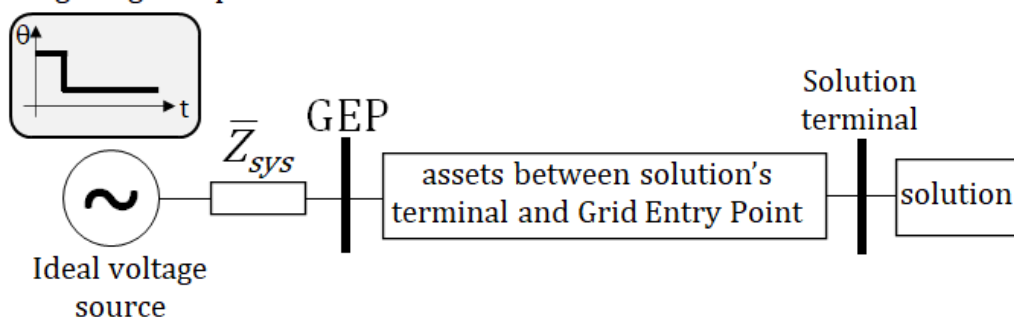 θ
t
Z̅sys
GEP
Solution
terminal
assets between solution's
terminal and Grid Entry Point
solution
Ideal voltage
source